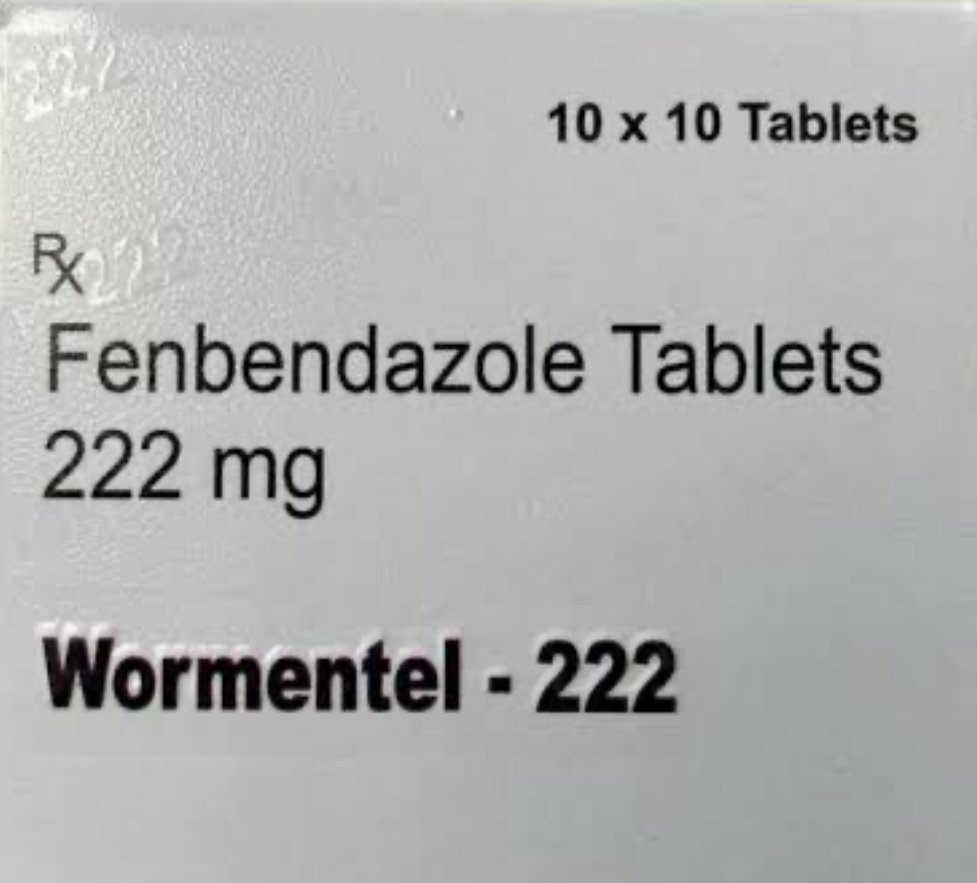 10 x 10 Tablets
Rx
Fenbendazole Tablets
222 mg
Wormentel - 222